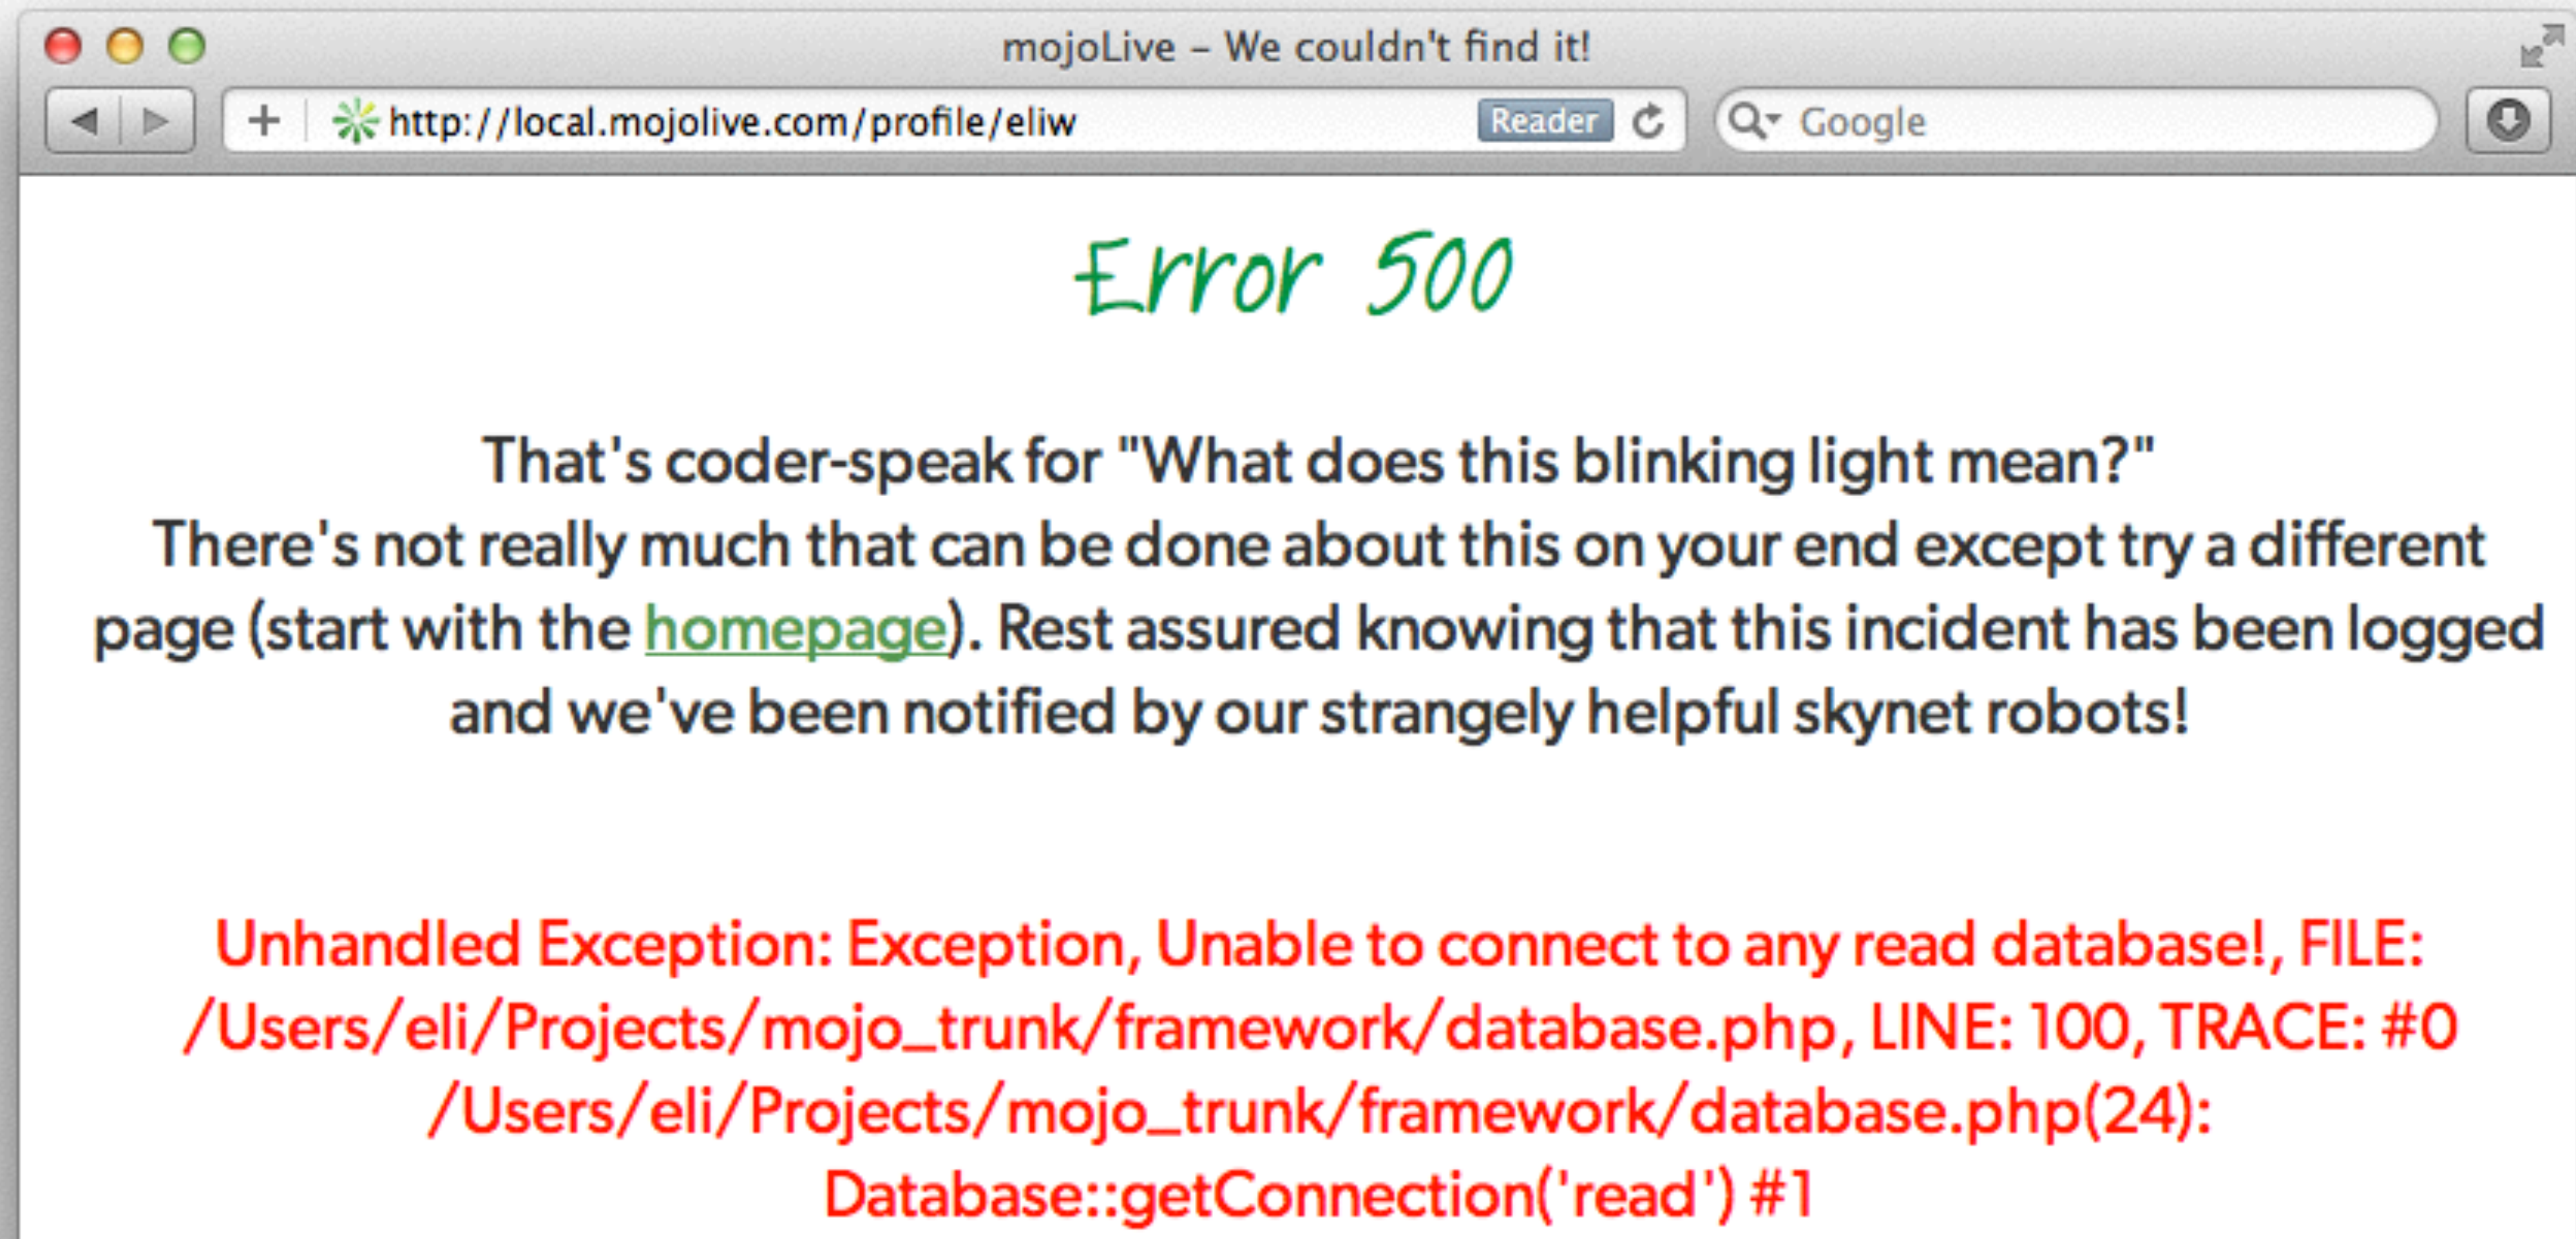 mojoLive – We couldn't find it!
http://local.mojolive.com/profile/eliw
Reader
Google
Error 500
That's coder-speak for "What does this blinking light mean?"
There's not really much that can be done about this on your end except try a different
page (start with the homepage). Rest assured knowing that this incident has been logged
and we've been notified by our strangely helpful skynet robots!
Unhandled Exception: Exception, Unable to connect to any read database!, FILE:
/Users/eli/Projects/mojo_trunk/framework/database.php, LINE: 100, TRACE: #0
/Users/eli/Projects/mojo_trunk/framework/database.php(24):
Database::getConnection('read') #1